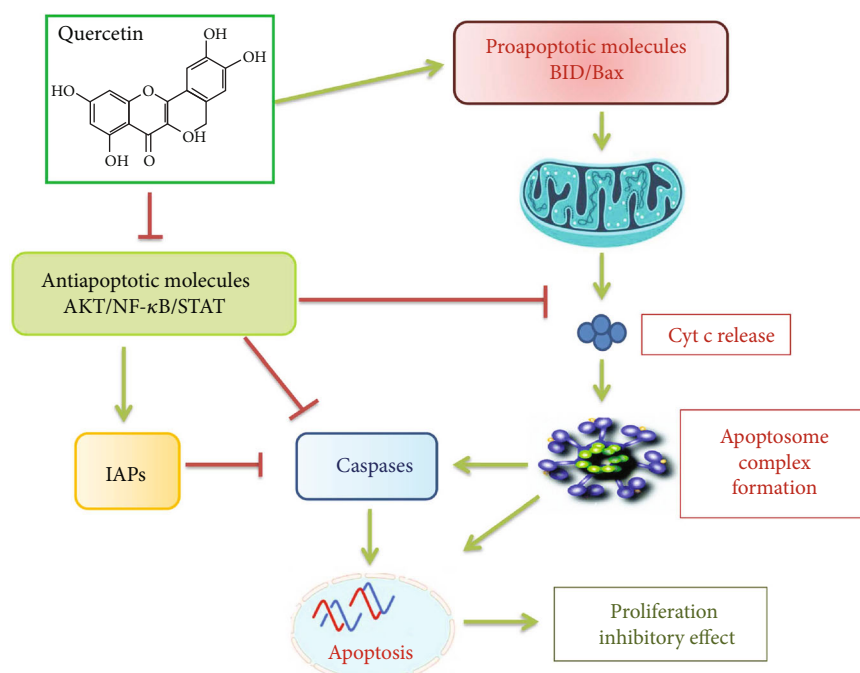 Quercetin
OH
OH
OH
HO
O
OH
OH
O
Proapoptotic molecules
BID/Bax
Antiapoptotic molecules
AKT/NF-κB/STAT
Cyt c release
IAPs
Caspases
Apoptosome
complex
formation
Apoptosis
Proliferation
inhibitory effect